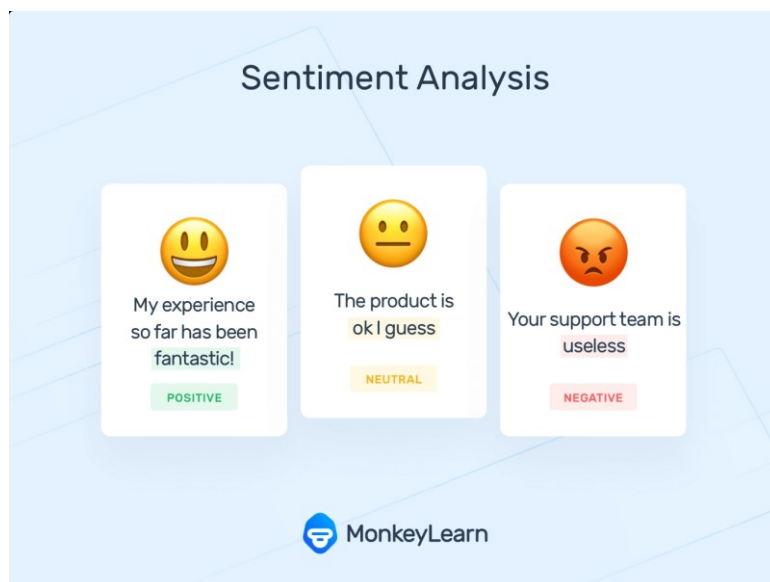 Sentiment Analysis
My experience
so far has been
fantastic!
POSITIVE
The product is
ok I guess
NEUTRAL
Your support team is
useless
NEGATIVE
MonkeyLearn